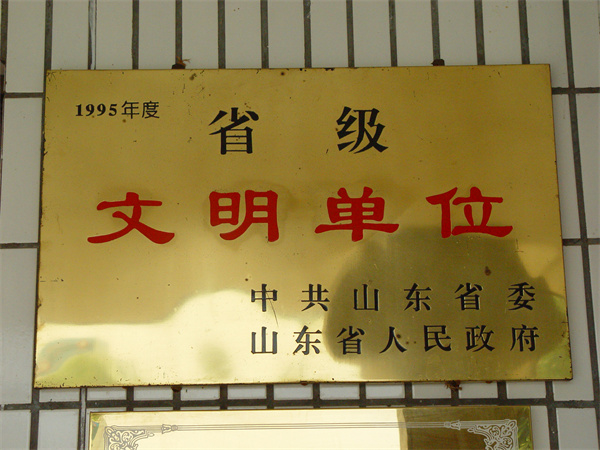 1995年度
省级
文明单位
中共山东省委
山东省人民政府